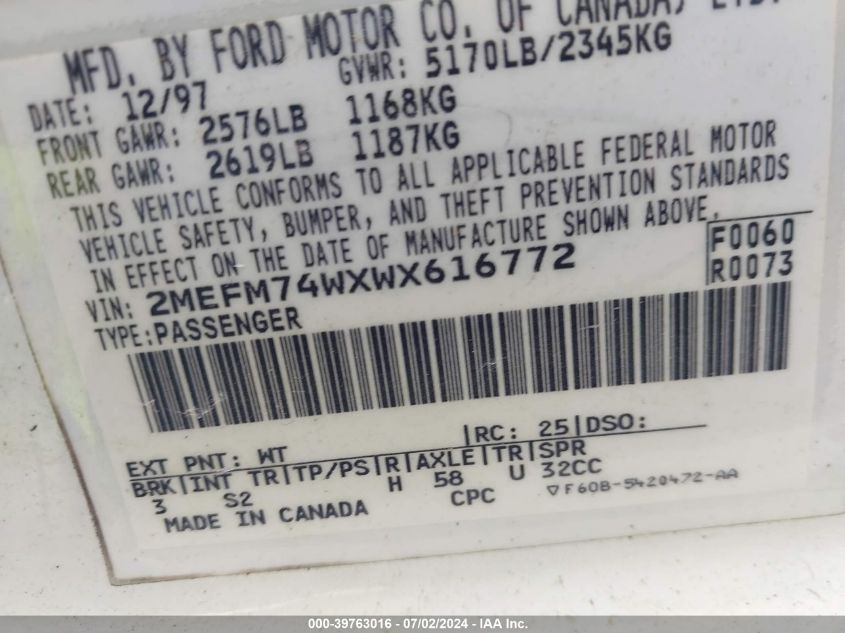 MFD. BY FORD MOTOR CO. OF CANADA, LTD.
DATE: 12/97 GVWR: 5170LB/2345KG
FRONT GAWR: 2576LB 1168KG
REAR GAWR: 2619LB 1187KG
THIS VEHICLE CONFORMS TO ALL APPLICABLE FEDERAL MOTOR
VEHICLE SAFETY, BUMPER, AND THEFT PREVENTION STANDARDS
IN EFFECT ON THE DATE OF MANUFACTURE SHOWN ABOVE.
VIN: 2MEFM74WXWX616772 F0060
TYPE: PASSENGER R0073
EXT PNT: WT |RC: 25|DSO:
BRK|INT TR|TP/PS|R|AXLE|TR|SPR
3 S2 H 58 U 32CC
MADE IN CANADA CPC ▽F60B-5420472-AA
000-39763016 - 07/02/2024 - IAA Inc.